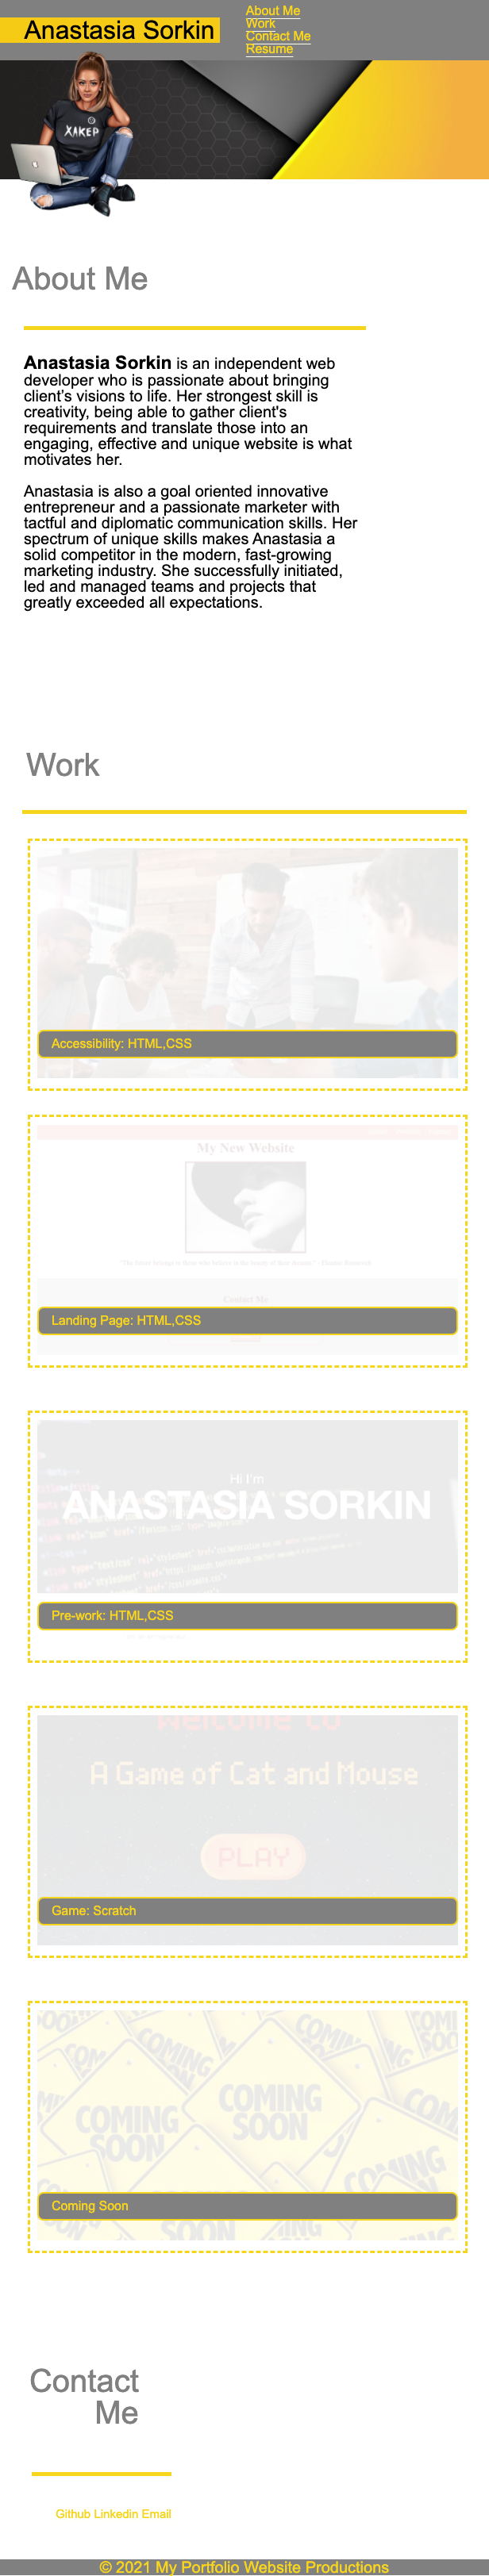 Anastasia Sorkin
About Me
Work
Contact Me
Resume
ХАКЕР
About Me
Anastasia Sorkin is an independent web
developer who is passionate about bringing
client's visions to life. Her strongest skill is
creativity, being able to gather client's
requirements and translate those into an
engaging, effective and unique website is what
motivates her.
Anastasia is also a goal oriented innovative
entrepreneur and a passionate marketer with
tactful and diplomatic communication skills. Her
spectrum of unique skills makes Anastasia a
solid competitor in the modern, fast-growing
marketing industry. She successfully initiated,
led and managed teams and projects that
greatly exceeded all expectations.
Work
Accessibility: HTML,CSS
My New Website
Contact Me
Landing Page: HTML,CSS
Hi I'm
ANASTASIA SORKIN
Pre-work: HTML,CSS
Welcome to
A Game of Cat and Mouse
PLAY
Game: Scratch
COMING
SOON
COMING
SOON
COMING
SOON
Coming Soon
Contact
Me
Github Linkedin Email
© 2021 My Portfolio Website Productions